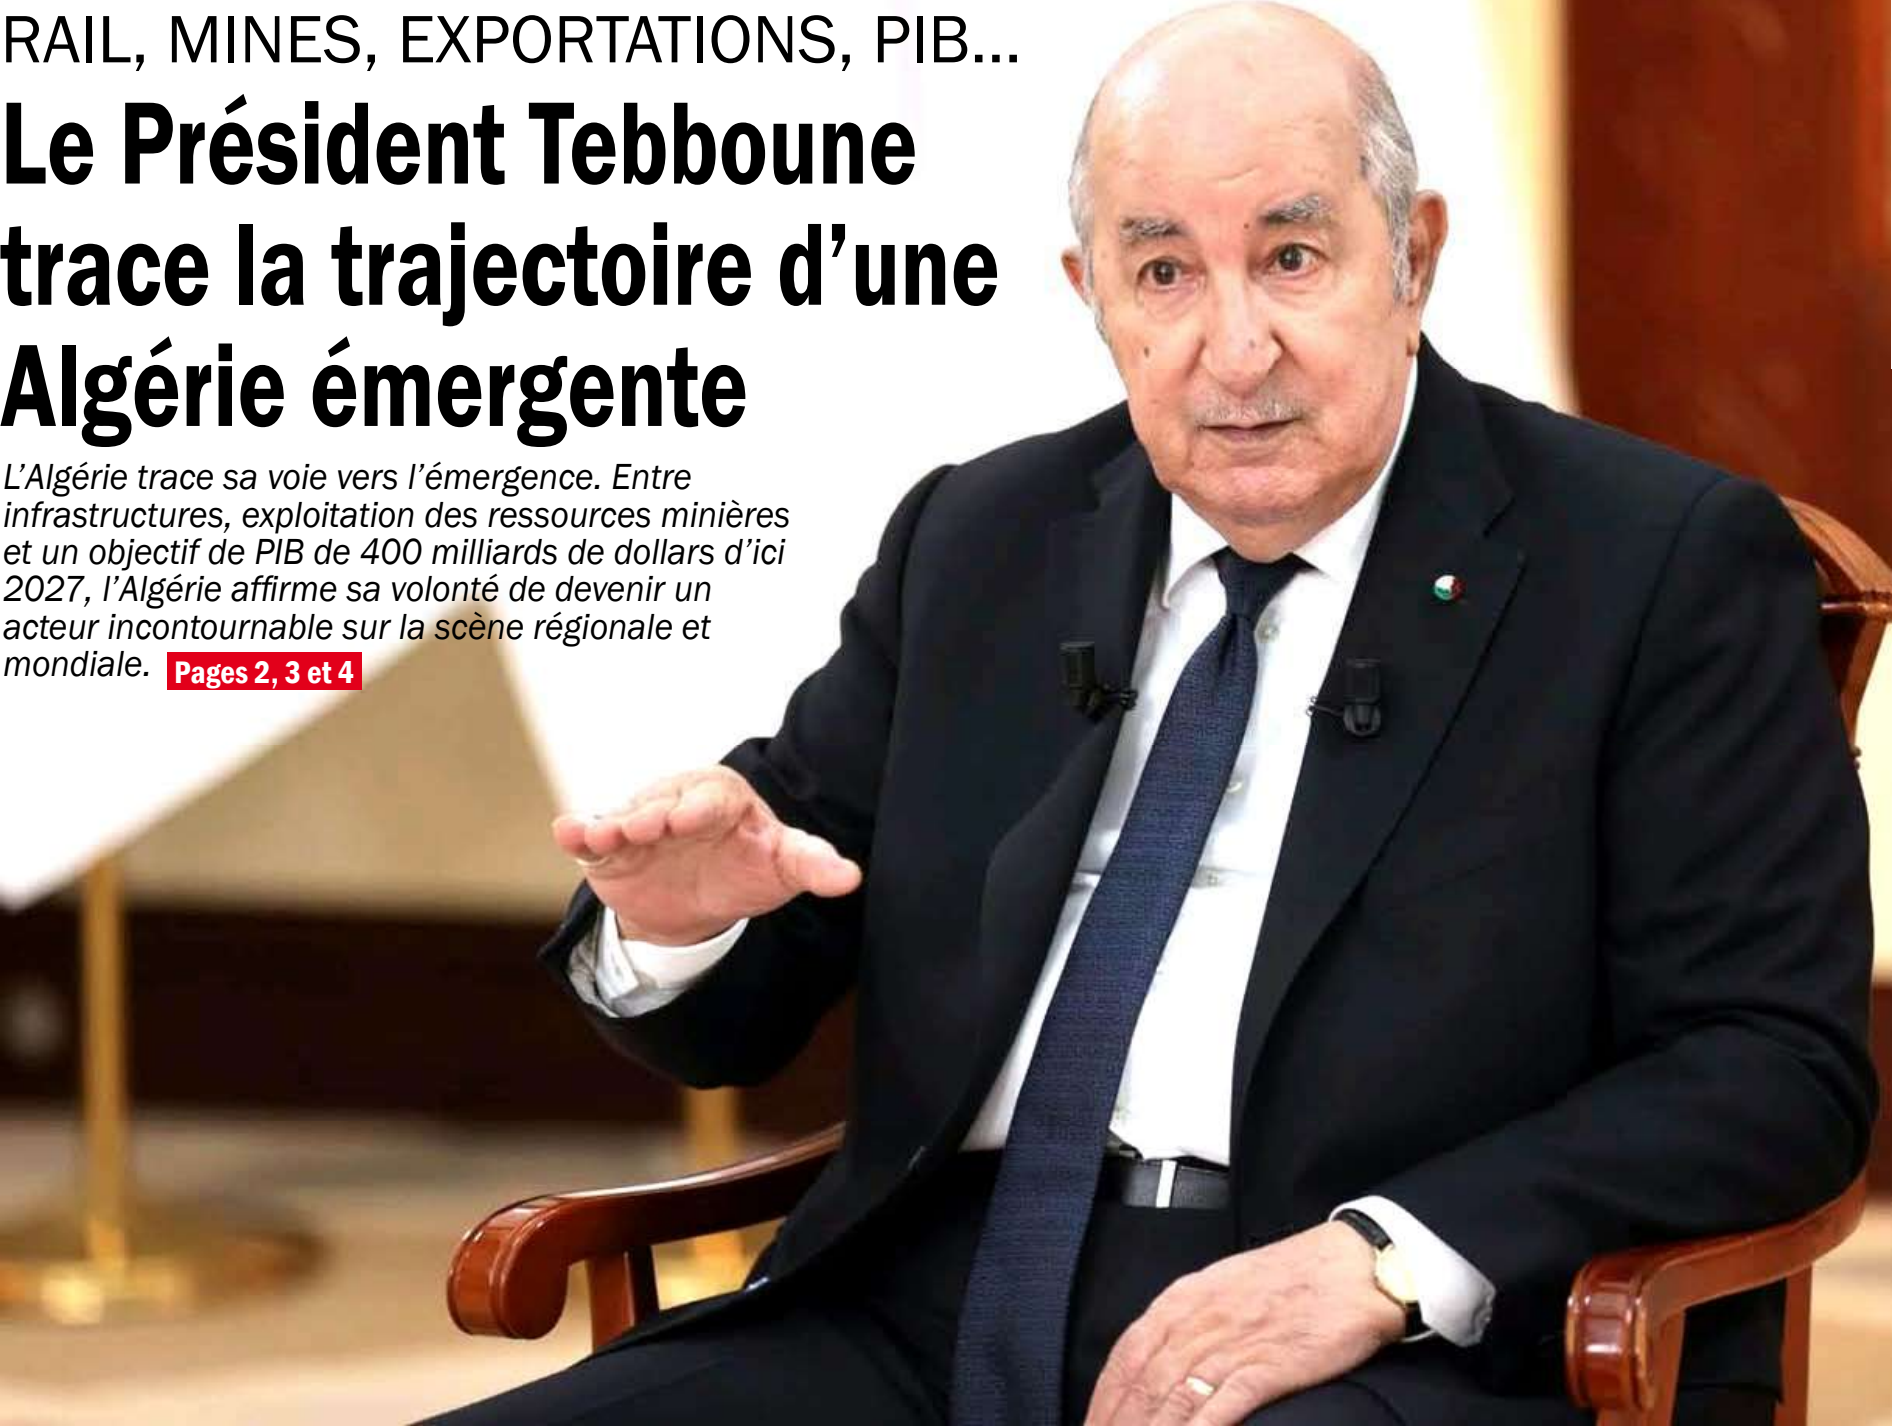 RAIL, MINES, EXPORTATIONS, PIB...
Le Président Tebboune
trace la trajectoire d’une
Algérie émergente
L’Algérie trace sa voie vers l’émergence. Entre
infrastructures, exploitation des ressources minières
et un objectif de PIB de 400 milliards de dollars d’ici
2027, l’Algérie affirme sa volonté de devenir un
acteur incontournable sur la scène régionale et
mondiale. Pages 2, 3 et 4